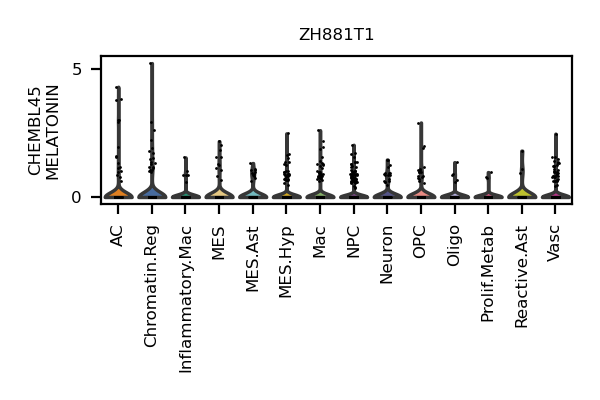 ZH881T1
CHEMBL45
MELATONIN
5
0
AC
Chromatin.Reg
Inflammatory.Mac
MES
MES.Ast
MES.Hyp
Mac
NPC
Neuron
OPC
Oligo
Prolif.Metab
Reactive.Ast
Vasc